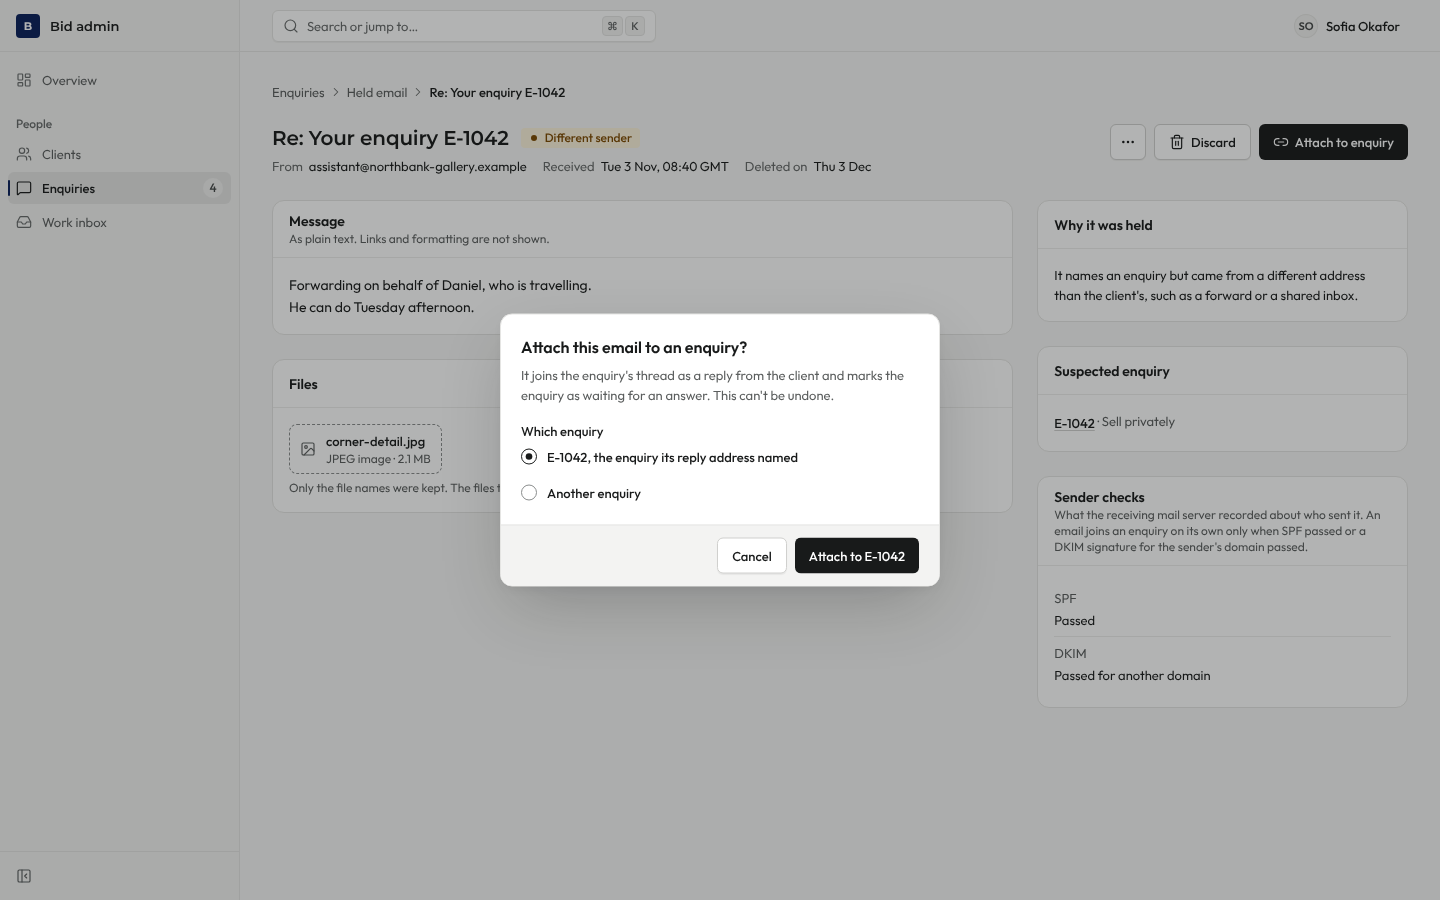 B Bid admin
Search or jump to...
⌘ K
SO Sofia Okafor
Overview
People
Clients
Enquiries 4
Work inbox
Enquiries > Held email > Re: Your enquiry E-1042
Re: Your enquiry E-1042
Different sender
From assistant@northbank-gallery.example Received Tue 3 Nov, 08:40 GMT Deleted on Thu 3 Dec
Discard
Attach to enquiry
Message
As plain text. Links and formatting are not shown.
Forwarding on behalf of Daniel, who is travelling.
He can do Tuesday afternoon.
Files
corner-detail.jpg
JPEG image · 2.1 MB
Only the file names were kept. The files
Attach this email to an enquiry?
It joins the enquiry's thread as a reply from the client and marks the
enquiry as waiting for an answer. This can't be undone.
Which enquiry
E-1042, the enquiry its reply address named
Another enquiry
Cancel
Attach to E-1042
Why it was held
It names an enquiry but came from a different address
than the client's, such as a forward or a shared inbox.
Suspected enquiry
E-1042 · Sell privately
Sender checks
What the receiving mail server recorded about who sent it. An
email joins an enquiry on its own only when SPF passed or a
DKIM signature for the sender's domain passed.
SPF
Passed
DKIM
Passed for another domain